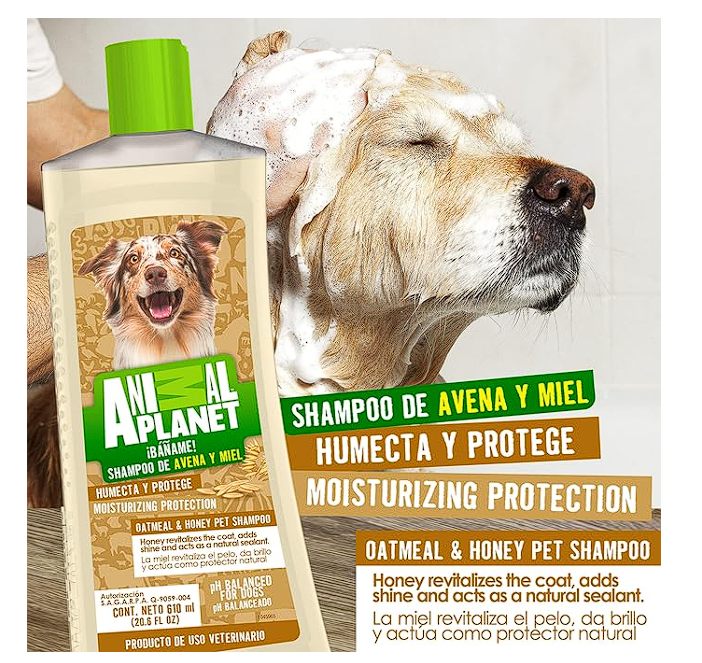 ANIMAL
PLANET
¡BÁÑAME!
SHAMPOO DE AVENA Y MIEL
HUMECTA Y PROTEGE
MOISTURIZING PROTECTION
OATMEAL & HONEY PET SHAMPOO
Honey revitalizes the coat, adds
shine and acts as a natural sealant.
La miel revitaliza el pelo, da brillo
y actúa como protector natural
Autorización
S.A.G.A.R.P.A. Q-9059-004
CONT. NETO 610 ml
(20.6 FL OZ)
pH BALANCED
FOR DOGS
pH BALANCEADO
PRODUCTO DE USO VETERINARIO
SHAMPOO DE AVENA Y MIEL
HUMECTA Y PROTEGE
MOISTURIZING PROTECTION
OATMEAL & HONEY PET SHAMPOO
Honey revitalizes the coat, adds
shine and acts as a natural sealant.
La miel revitaliza el pelo, da brillo
y actúa como protector natural